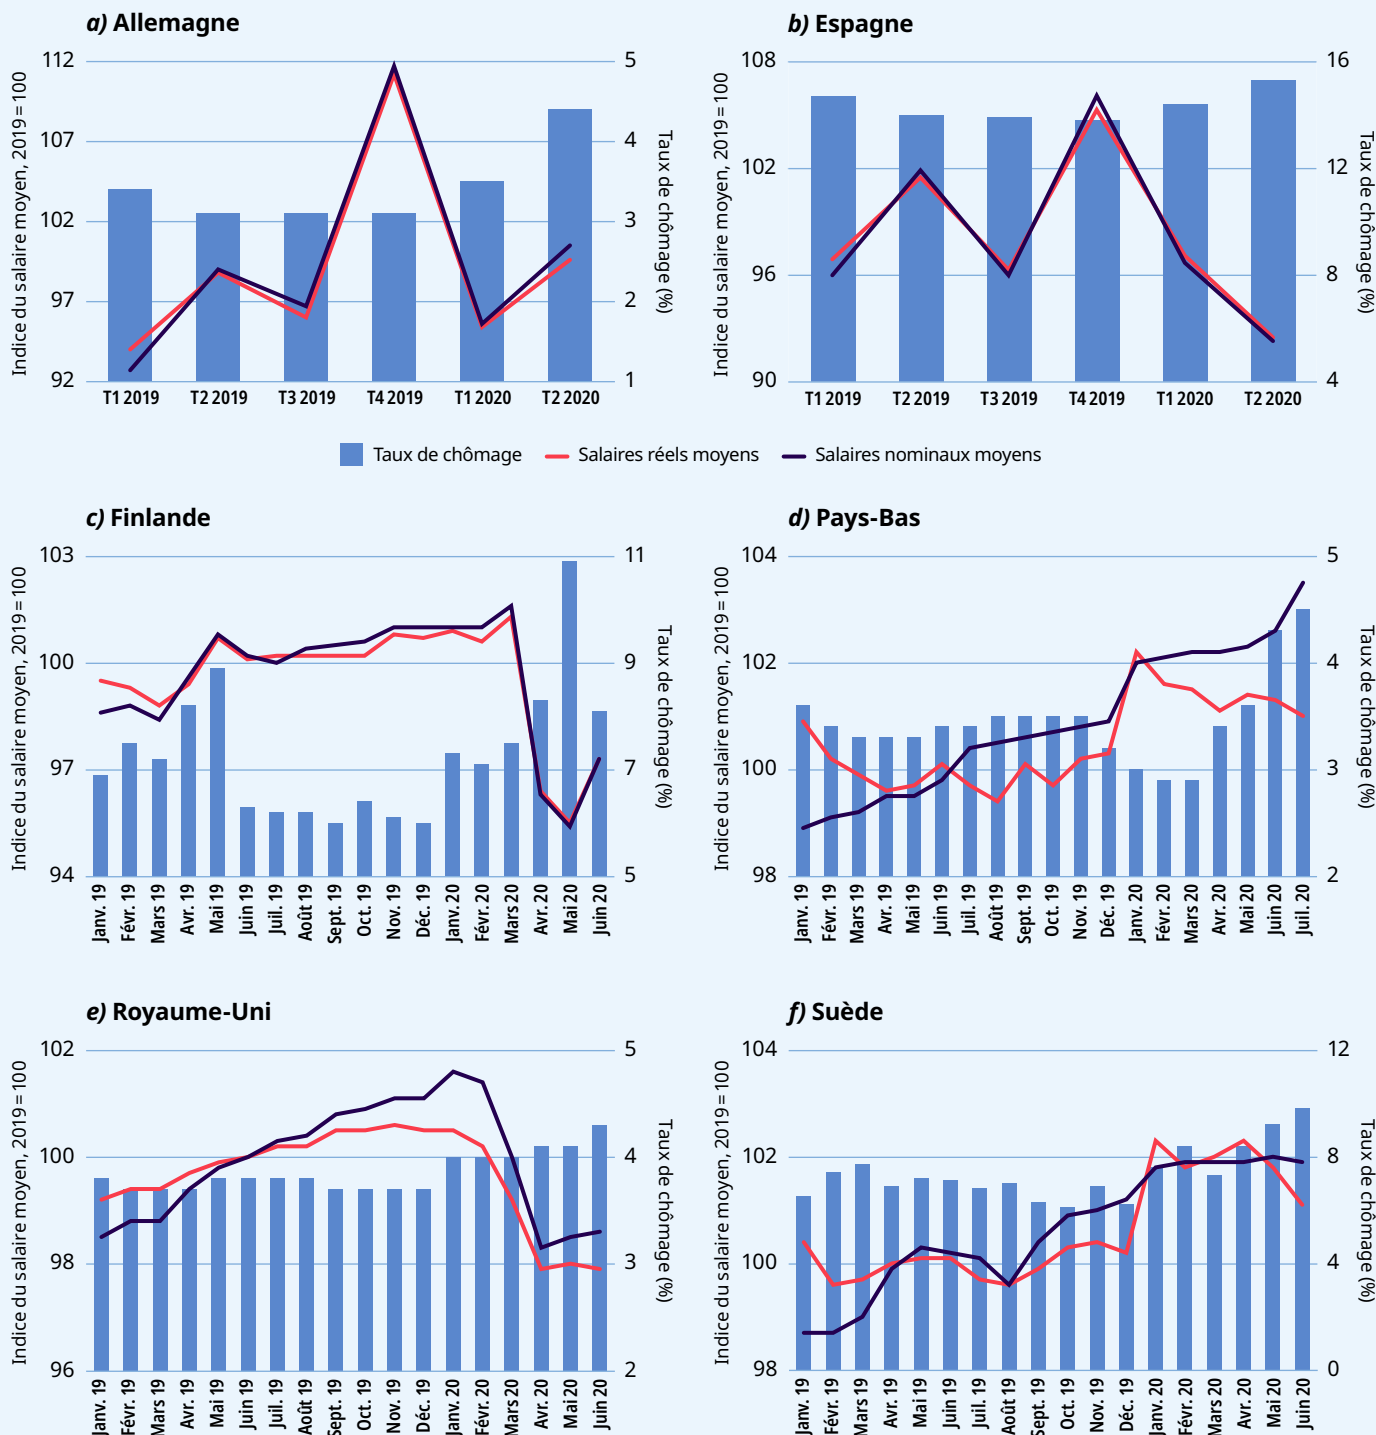 a) Allemagne
Indice du salaire moyen, 2019 = 100
112
107
102
97
92
5
4
3
2
1
Taux de chômage (%)
T1 2019 T2 2019 T3 2019 T4 2019 T1 2020 T2 2020
b) Espagne
Indice du salaire moyen, 2019 = 100
108
102
96
90
16
12
8
4
Taux de chômage (%)
T1 2019 T2 2019 T3 2019 T4 2019 T1 2020 T2 2020
Taux de chômage Salaires réels moyens Salaires nominaux moyens
c) Finlande
Indice du salaire moyen, 2019 = 100
103
100
97
94
11
9
7
5
Taux de chômage (%)
Janv. 19 Févr. 19 Mars 19 Avr. 19 Mai 19 Juin 19 Juil. 19 Août 19 Sept. 19 Oct. 19 Nov. 19 Déc. 19 Janv. 20 Févr. 20 Mars 20 Avr. 20 Mai 20 Juin 20
d) Pays-Bas
Indice du salaire moyen, 2019 = 100
104
102
100
98
5
4
3
2
Taux de chômage (%)
Janv. 19 Févr. 19 Mars 19 Avr. 19 Mai 19 Juin 19 Juil. 19 Août 19 Sept. 19 Oct. 19 Nov. 19 Déc. 19 Janv. 20 Févr. 20 Mars 20 Avr. 20 Mai 20 Juin 20 Juil. 20
e) Royaume-Uni
Indice du salaire moyen, 2019 = 100
102
100
98
96
5
4
3
2
Taux de chômage (%)
Janv. 19 Févr. 19 Mars 19 Avr. 19 Mai 19 Juin 19 Juil. 19 Août 19 Sept. 19 Oct. 19 Nov. 19 Déc. 19 Janv. 20 Févr. 20 Mars 20 Avr. 20 Mai 20 Juin 20
f) Suède
Indice du salaire moyen, 2019 = 100
104
102
100
98
12
8
4
0
Taux de chômage (%)
Janv. 19 Févr. 19 Mars 19 Avr. 19 Mai 19 Juin 19 Juil. 19 Août 19 Sept. 19 Oct. 19 Nov. 19 Déc. 19 Janv. 20 Févr. 20 Mars 20 Avr. 20 Mai 20 Juin 20